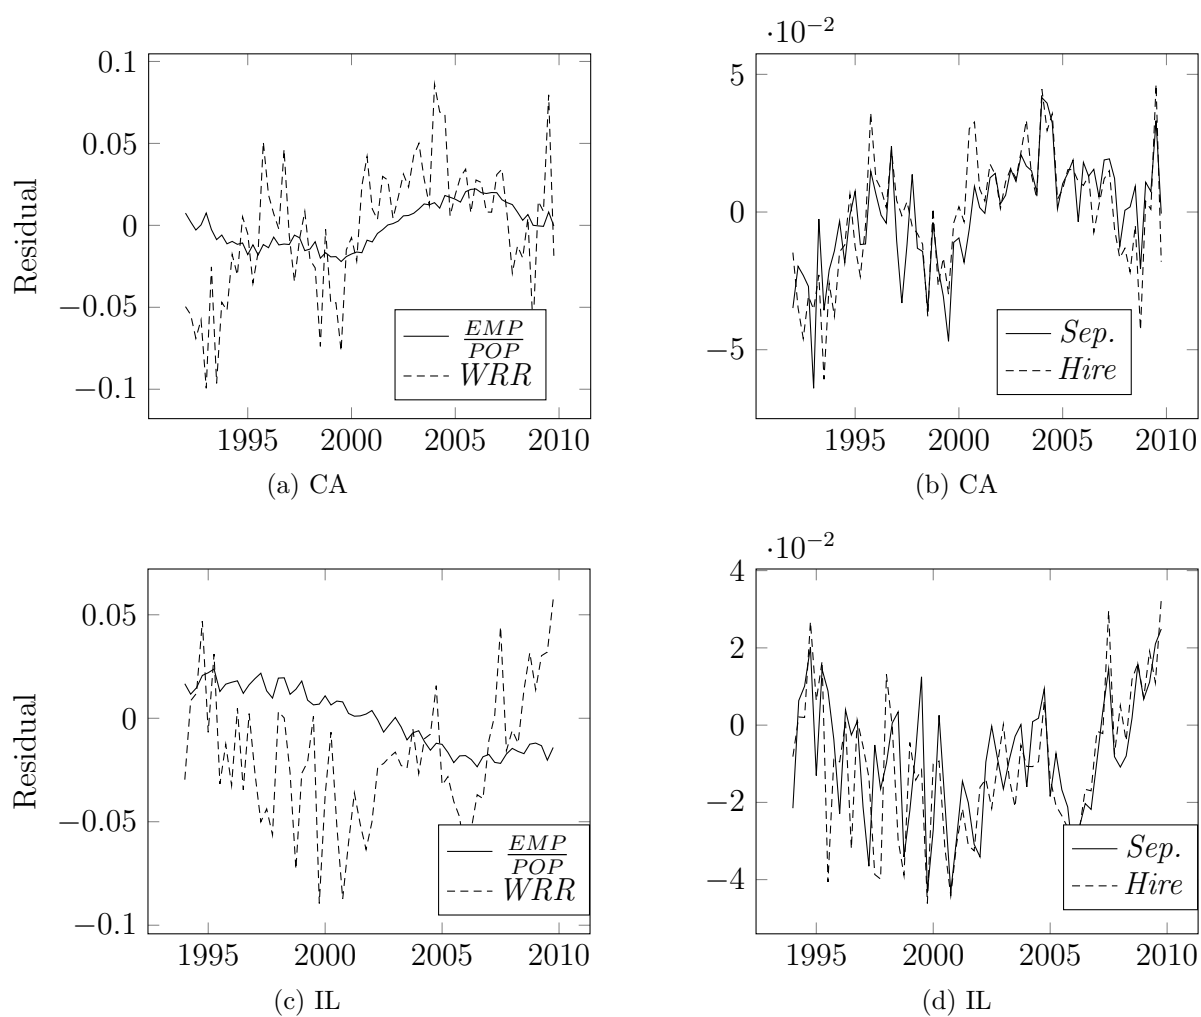 ·10⁻²
0.1
0.05
0
−0.05
−0.1
Residual
1995 2000 2005 2010
EMP
POP
WRR
(a) CA
5
0
−5
1995 2000 2005 2010
Sep.
Hire
(b) CA
0.05
0
−0.05
−0.1
Residual
1995 2000 2005 2010
EMP
POP
WRR
(c) IL
·10⁻²
4
2
0
−2
−4
1995 2000 2005 2010
Sep.
Hire
(d) IL